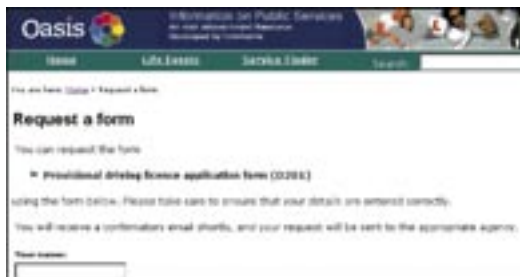 Oasis
Information on Public Services
Home Life Events Service Finder Search
You are here: Home > Request a form
Request a form
You can request the form
Provisional driving licence application form (D201)
using the form below. Please take care to ensure that your details are entered correctly.
You will receive a confirmatory email shortly, and your request will be sent to the appropriate agency.
Your name: